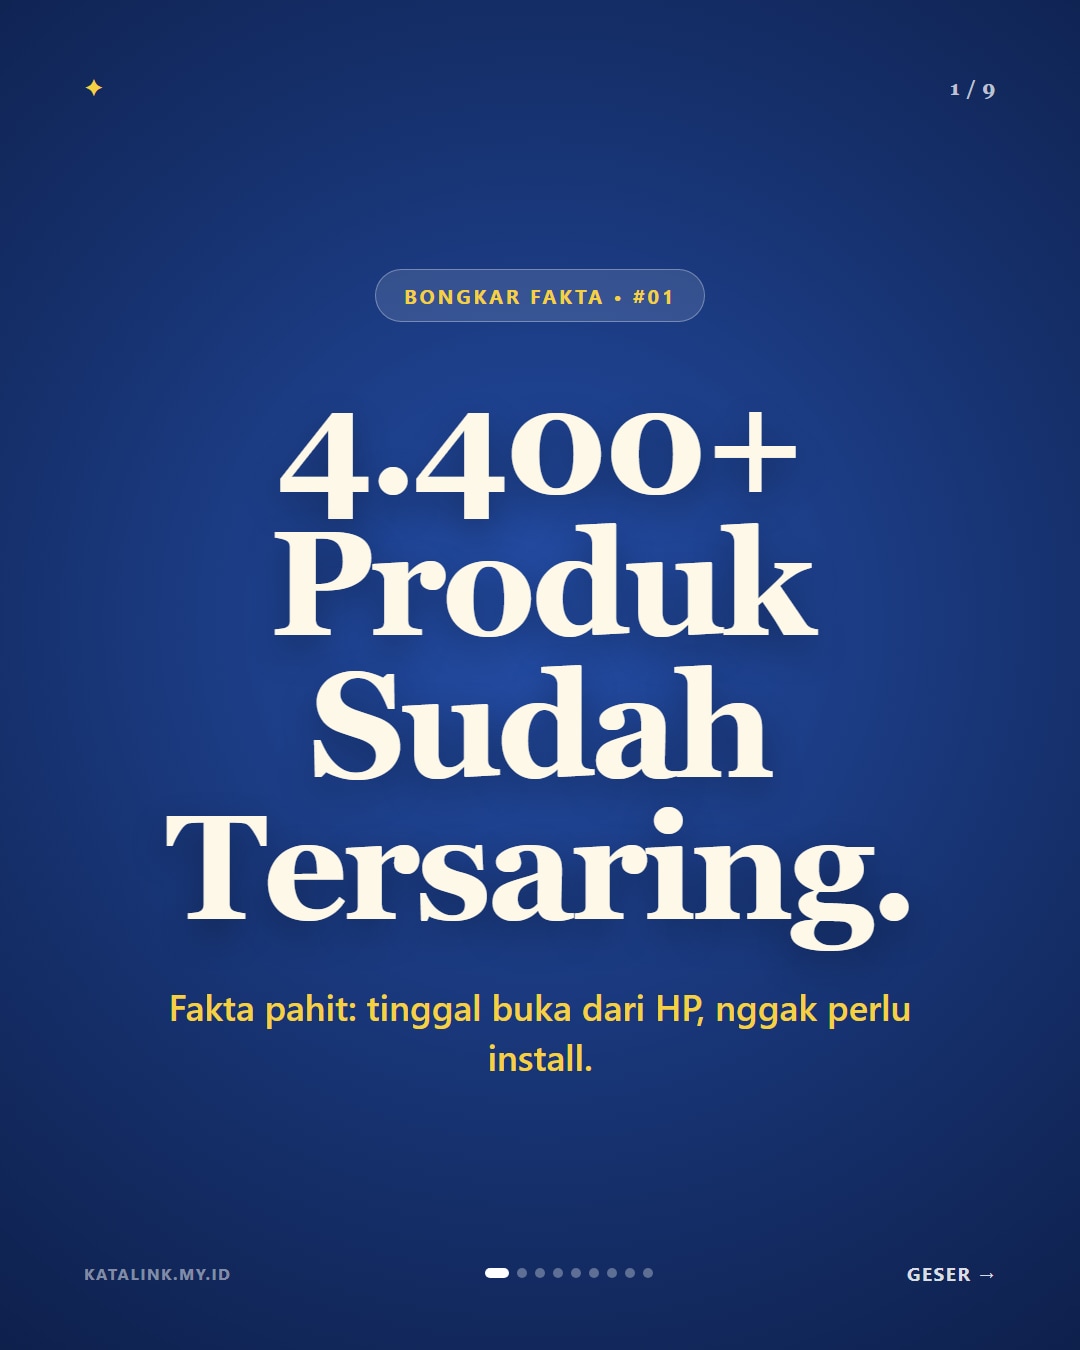 ✦
1 / 9
BONGKAR FAKTA • #01
4.400+
Produk
Sudah
Tersaring.
Fakta pahit: tinggal buka dari HP, nggak perlu
install.
KATALINK.MY.ID
GESER →